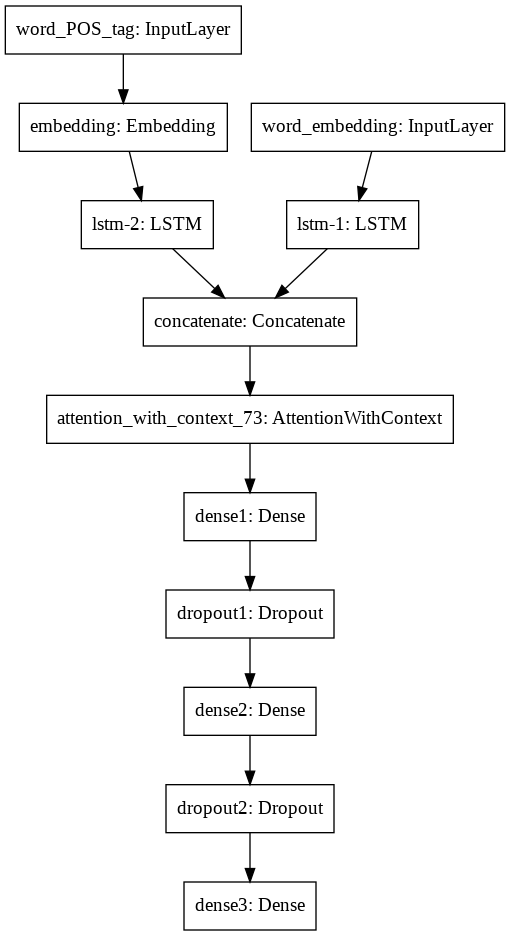 word_POS_tag: InputLayer
embedding: Embedding
word_embedding: InputLayer
lstm-2: LSTM
lstm-1: LSTM
concatenate: Concatenate
attention_with_context_73: AttentionWithContext
dense1: Dense
dropout1: Dropout
dense2: Dense
dropout2: Dropout
dense3: Dense